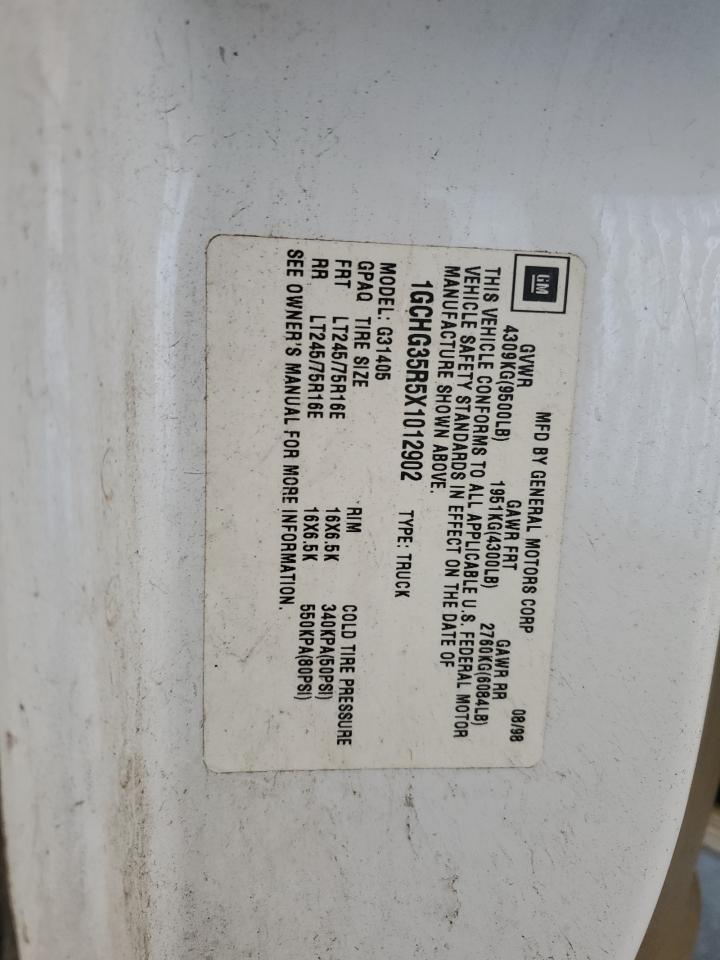 GM
MFD BY GENERAL MOTORS CORP 08/98
GVWR GAWR FRT GAWR RR
4309KG(9500LB) 1951KG(4300LB) 2760KG(6084LB)
THIS VEHICLE CONFORMS TO ALL APPLICABLE U.S. FEDERAL MOTOR
VEHICLE SAFETY STANDARDS IN EFFECT ON THE DATE OF
MANUFACTURE SHOWN ABOVE.
1GCHG35R5X1012902 TYPE: TRUCK
MODEL: G31405
GPAQ TIRE SIZE RIM COLD TIRE PRESSURE
FRT LT245/75R16E 16X6.5K 340KPA(50PSI)
RR LT245/75R16E 16X6.5K 550KPA(80PSI)
SEE OWNER'S MANUAL FOR MORE INFORMATION.